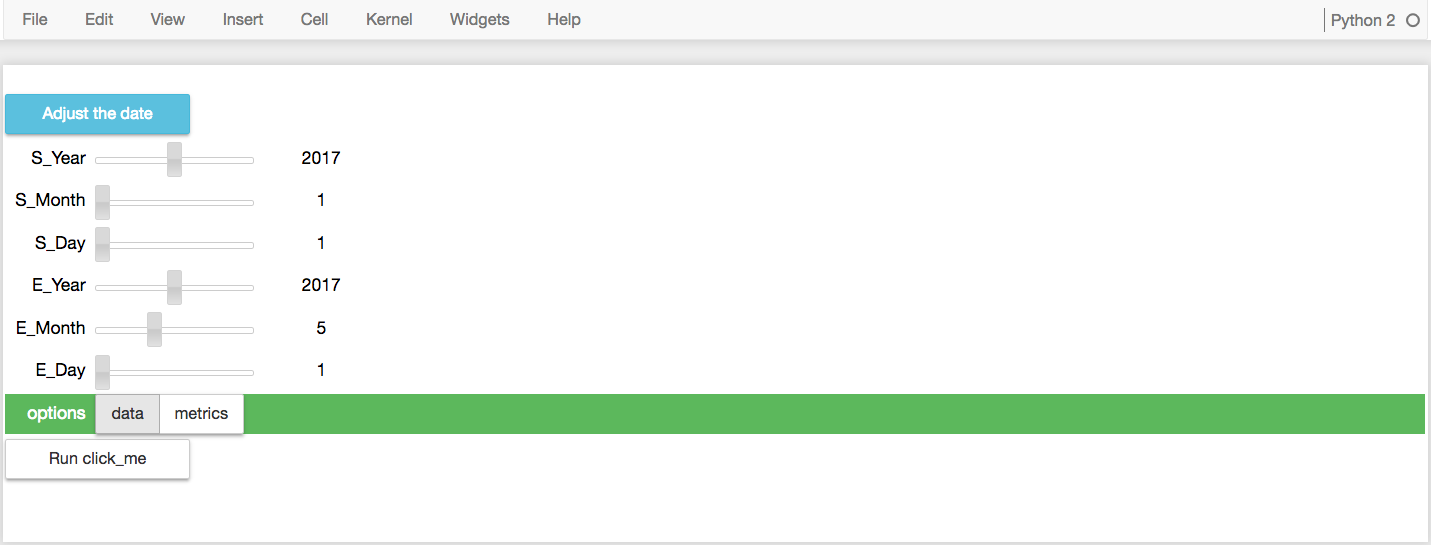 File Edit View Insert Cell Kernel Widgets Help Python 2
Adjust the date
S_Year 2017
S_Month 1
S_Day 1
E_Year 2017
E_Month 5
E_Day 1
options data metrics
Run click_me